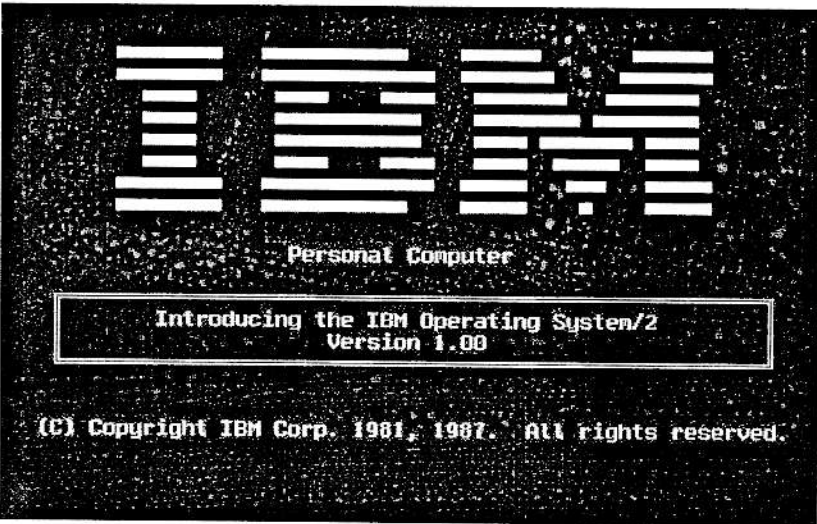 IBM
Personal Computer
Introducing the IBM Operating System/2
Version 1.00
(C) Copyright IBM Corp. 1981, 1987. All rights reserved.